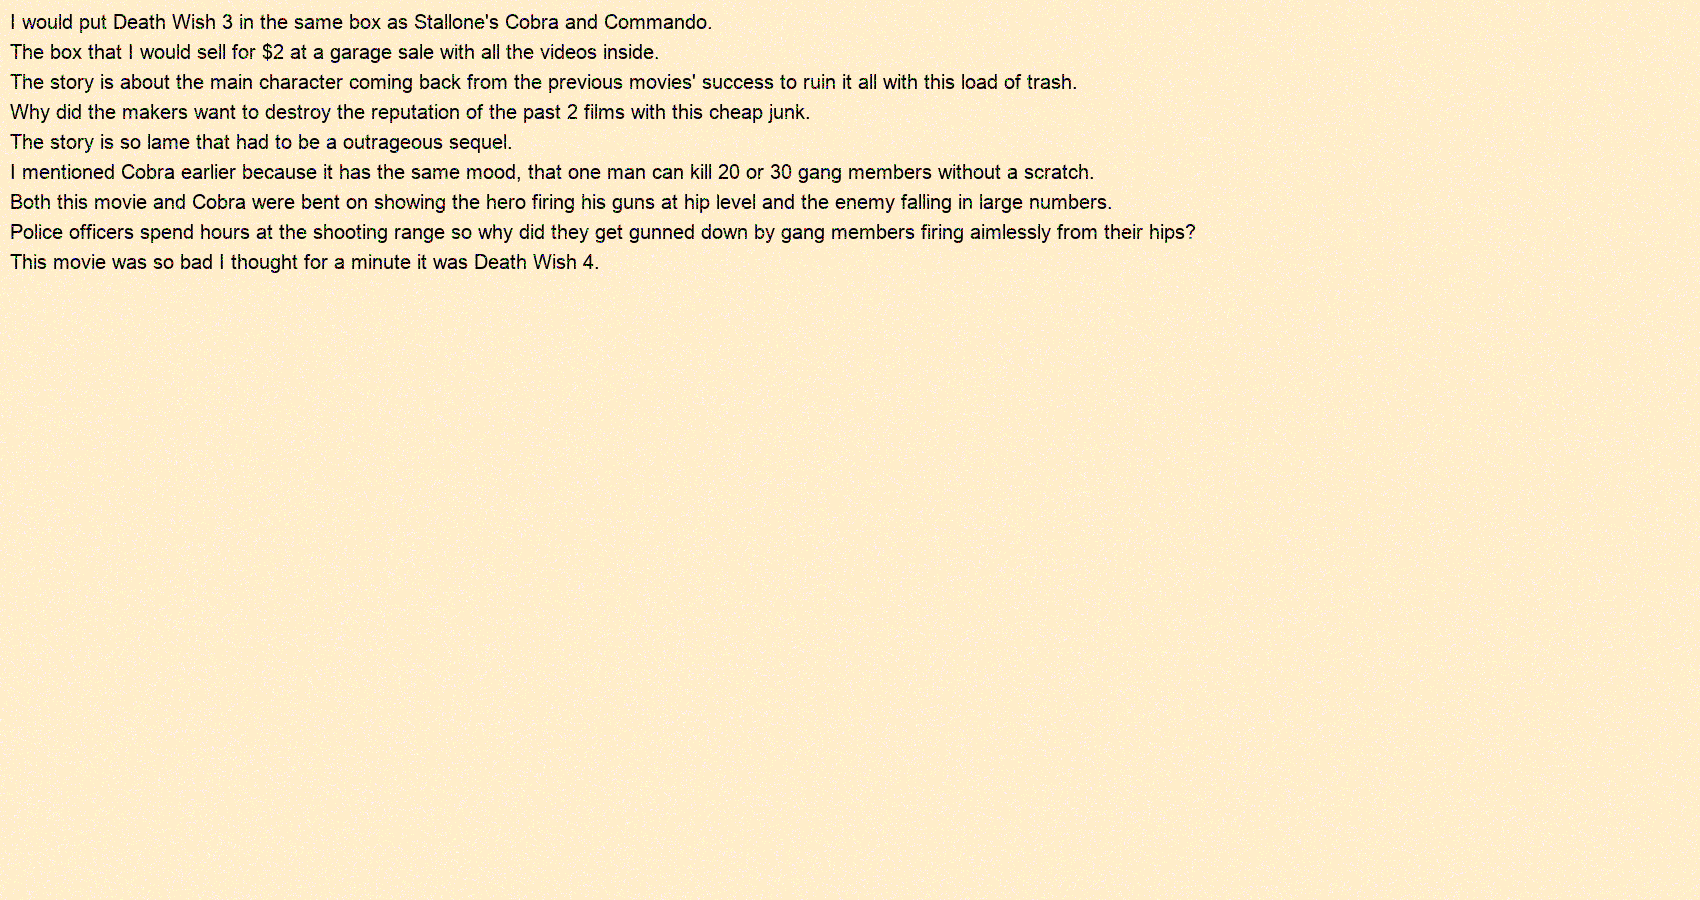 I would put Death Wish 3 in the same box as Stallone's Cobra and Commando.
The box that I would sell for $2 at a garage sale with all the videos inside.
The story is about the main character coming back from the previous movies' success to ruin it all with this load of trash.
Why did the makers want to destroy the reputation of the past 2 films with this cheap junk.
The story is so lame that had to be a outrageous sequel.
I mentioned Cobra earlier because it has the same mood, that one man can kill 20 or 30 gang members without a scratch.
Both this movie and Cobra were bent on showing the hero firing his guns at hip level and the enemy falling in large numbers.
Police officers spend hours at the shooting range so why did they get gunned down by gang members firing aimlessly from their hips?
This movie was so bad I thought for a minute it was Death Wish 4.